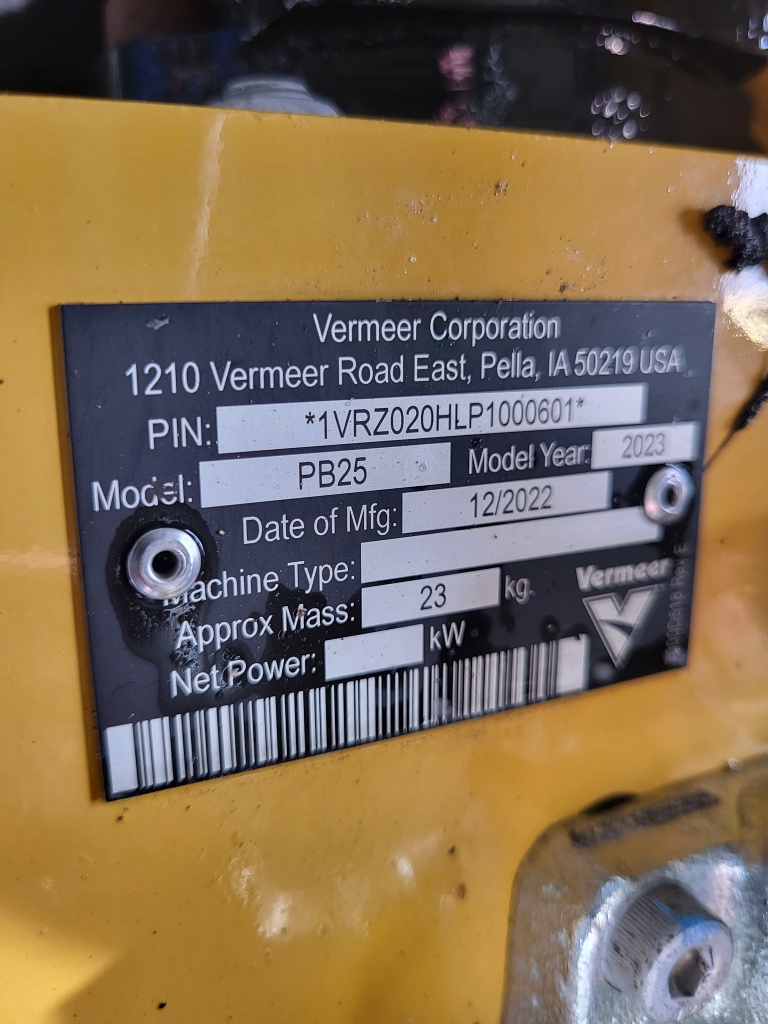 Vermeer Corporation
1210 Vermeer Road East, Pella, IA 50219 USA
PIN: *1VRZ020HLP1000601*
Model: PB25 Model Year: 2023
Date of Mfg: 12/2022
Machine Type:
Approx Mass: 23 kg.
Net Power: kW
Vermeer